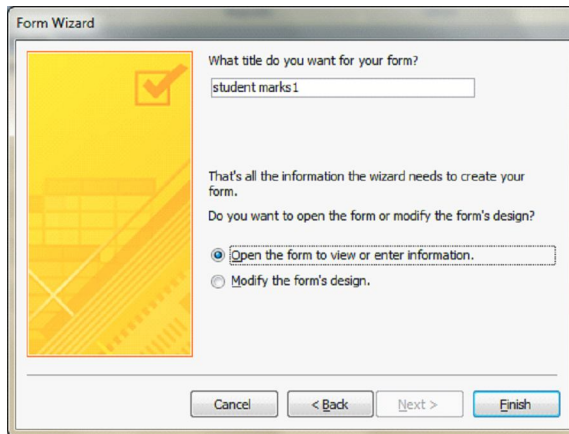 Form Wizard
What title do you want for your form?
student marks1
That's all the information the wizard needs to create your
form.
Do you want to open the form or modify the form's design?
Open the form to view or enter information.
Modify the form's design.
Cancel
< Back
Next >
Finish